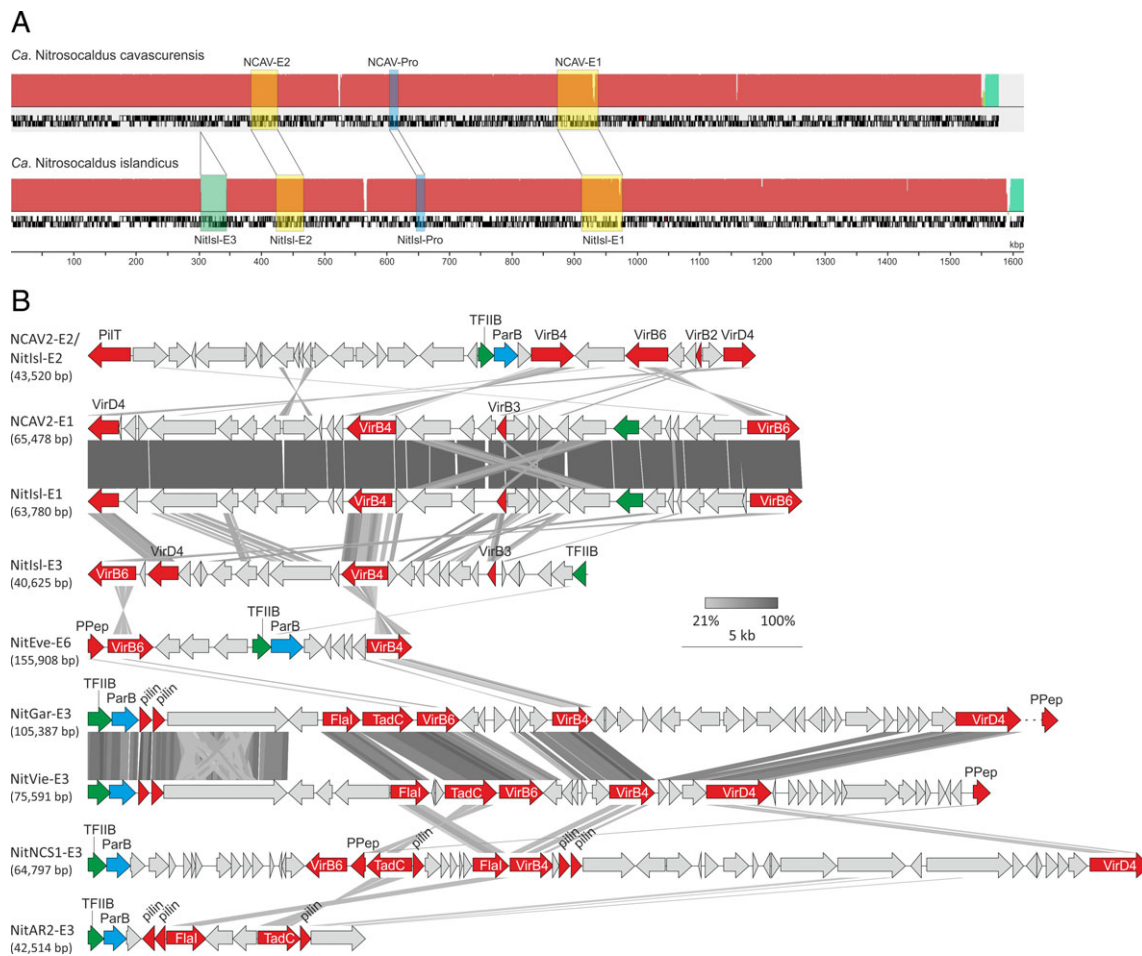 A
Ca. Nitrosocaldus cavascurensis
NCAV-E2 NCAV-Pro NCAV-E1
Ca. Nitrosocaldus islandicus
NitIsl-E3 NitIsl-E2 NitIsl-Pro NitIsl-E1 kbp
100 200 300 400 500 600 700 800 900 1000 1100 1200 1300 1400 1500 1600
B
NCAV2-E2/
NitIsl-E2
(43,520 bp)
PilT TFIIB ParB VirB4 VirB6 VirB2 VirD4
NCAV2-E1
(65,478 bp)
VirD4 VirB4 VirB3 VirB6
NitIsl-E1
(63,780 bp)
VirB4 VirB6
NitIsl-E3
(40,625 bp)
VirB6 VirD4 VirB4 VirB3 TFIIB
21% 100%
5 kb
NitEve-E6
(155,908 bp)
PPep VirB6 TFIIB ParB VirB4
NitGar-E3
(105,387 bp)
TFIIB ParB pilin pilin FlaI TadC VirB6 VirB4 VirD4 PPep
NitVie-E3
(75,591 bp)
FlaI TadC VirB6 VirB4 VirD4 PPep
NitNCS1-E3
(64,797 bp)
TFIIB ParB VirB6 PPep TadC pilin FlaI VirB4 pilin pilin VirD4
NitAR2-E3
(42,514 bp)
TFIIB ParB pilin pilin FlaI TadC pilin